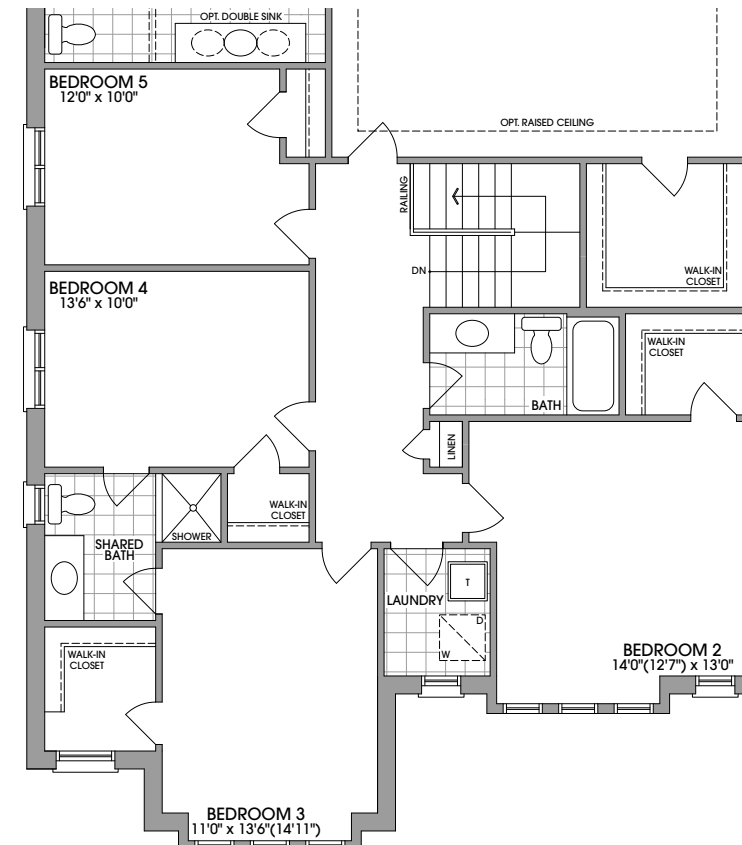 OPT. DOUBLE SINK
BEDROOM 5
12'0" x 10'0"
OPT. RAISED CEILING
RAILING
DN
WALK-IN
CLOSET
BEDROOM 4
13'6" x 10'0"
WALK-IN
CLOSET
BATH
LINEN
WALK-IN
CLOSET
SHOWER
SHARED
BATH
LAUNDRY
T
D
W
WALK-IN
CLOSET
BEDROOM 2
14'0"(12'7") x 13'0"
BEDROOM 3
11'0" x 13'6"(14'11")